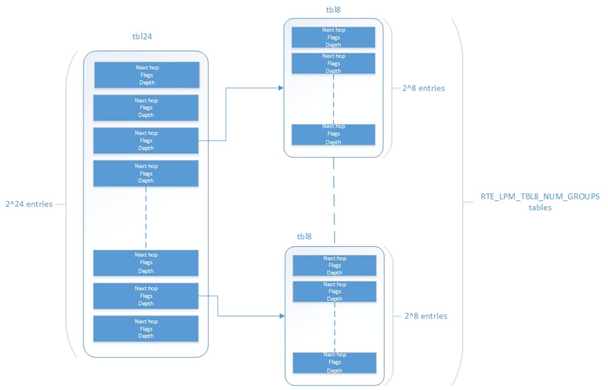 tbl24
Next hop
Flags
Depth
Next hop
Flags
Depth
Next hop
Flags
Depth
Next hop
Flags
Depth
Next hop
Flags
Depth
Next hop
Flags
Depth
Next hop
Flags
Depth
2^24 entries
tbl8
Next hop
Flags
Depth
Next hop
Flags
Depth
Next hop
Flags
Depth
2^8 entries
tbl8
Next hop
Flags
Depth
Next hop
Flags
Depth
Next hop
Flags
Depth
2^8 entries
RTE_LPM_TBL8_NUM_GROUPS
tables